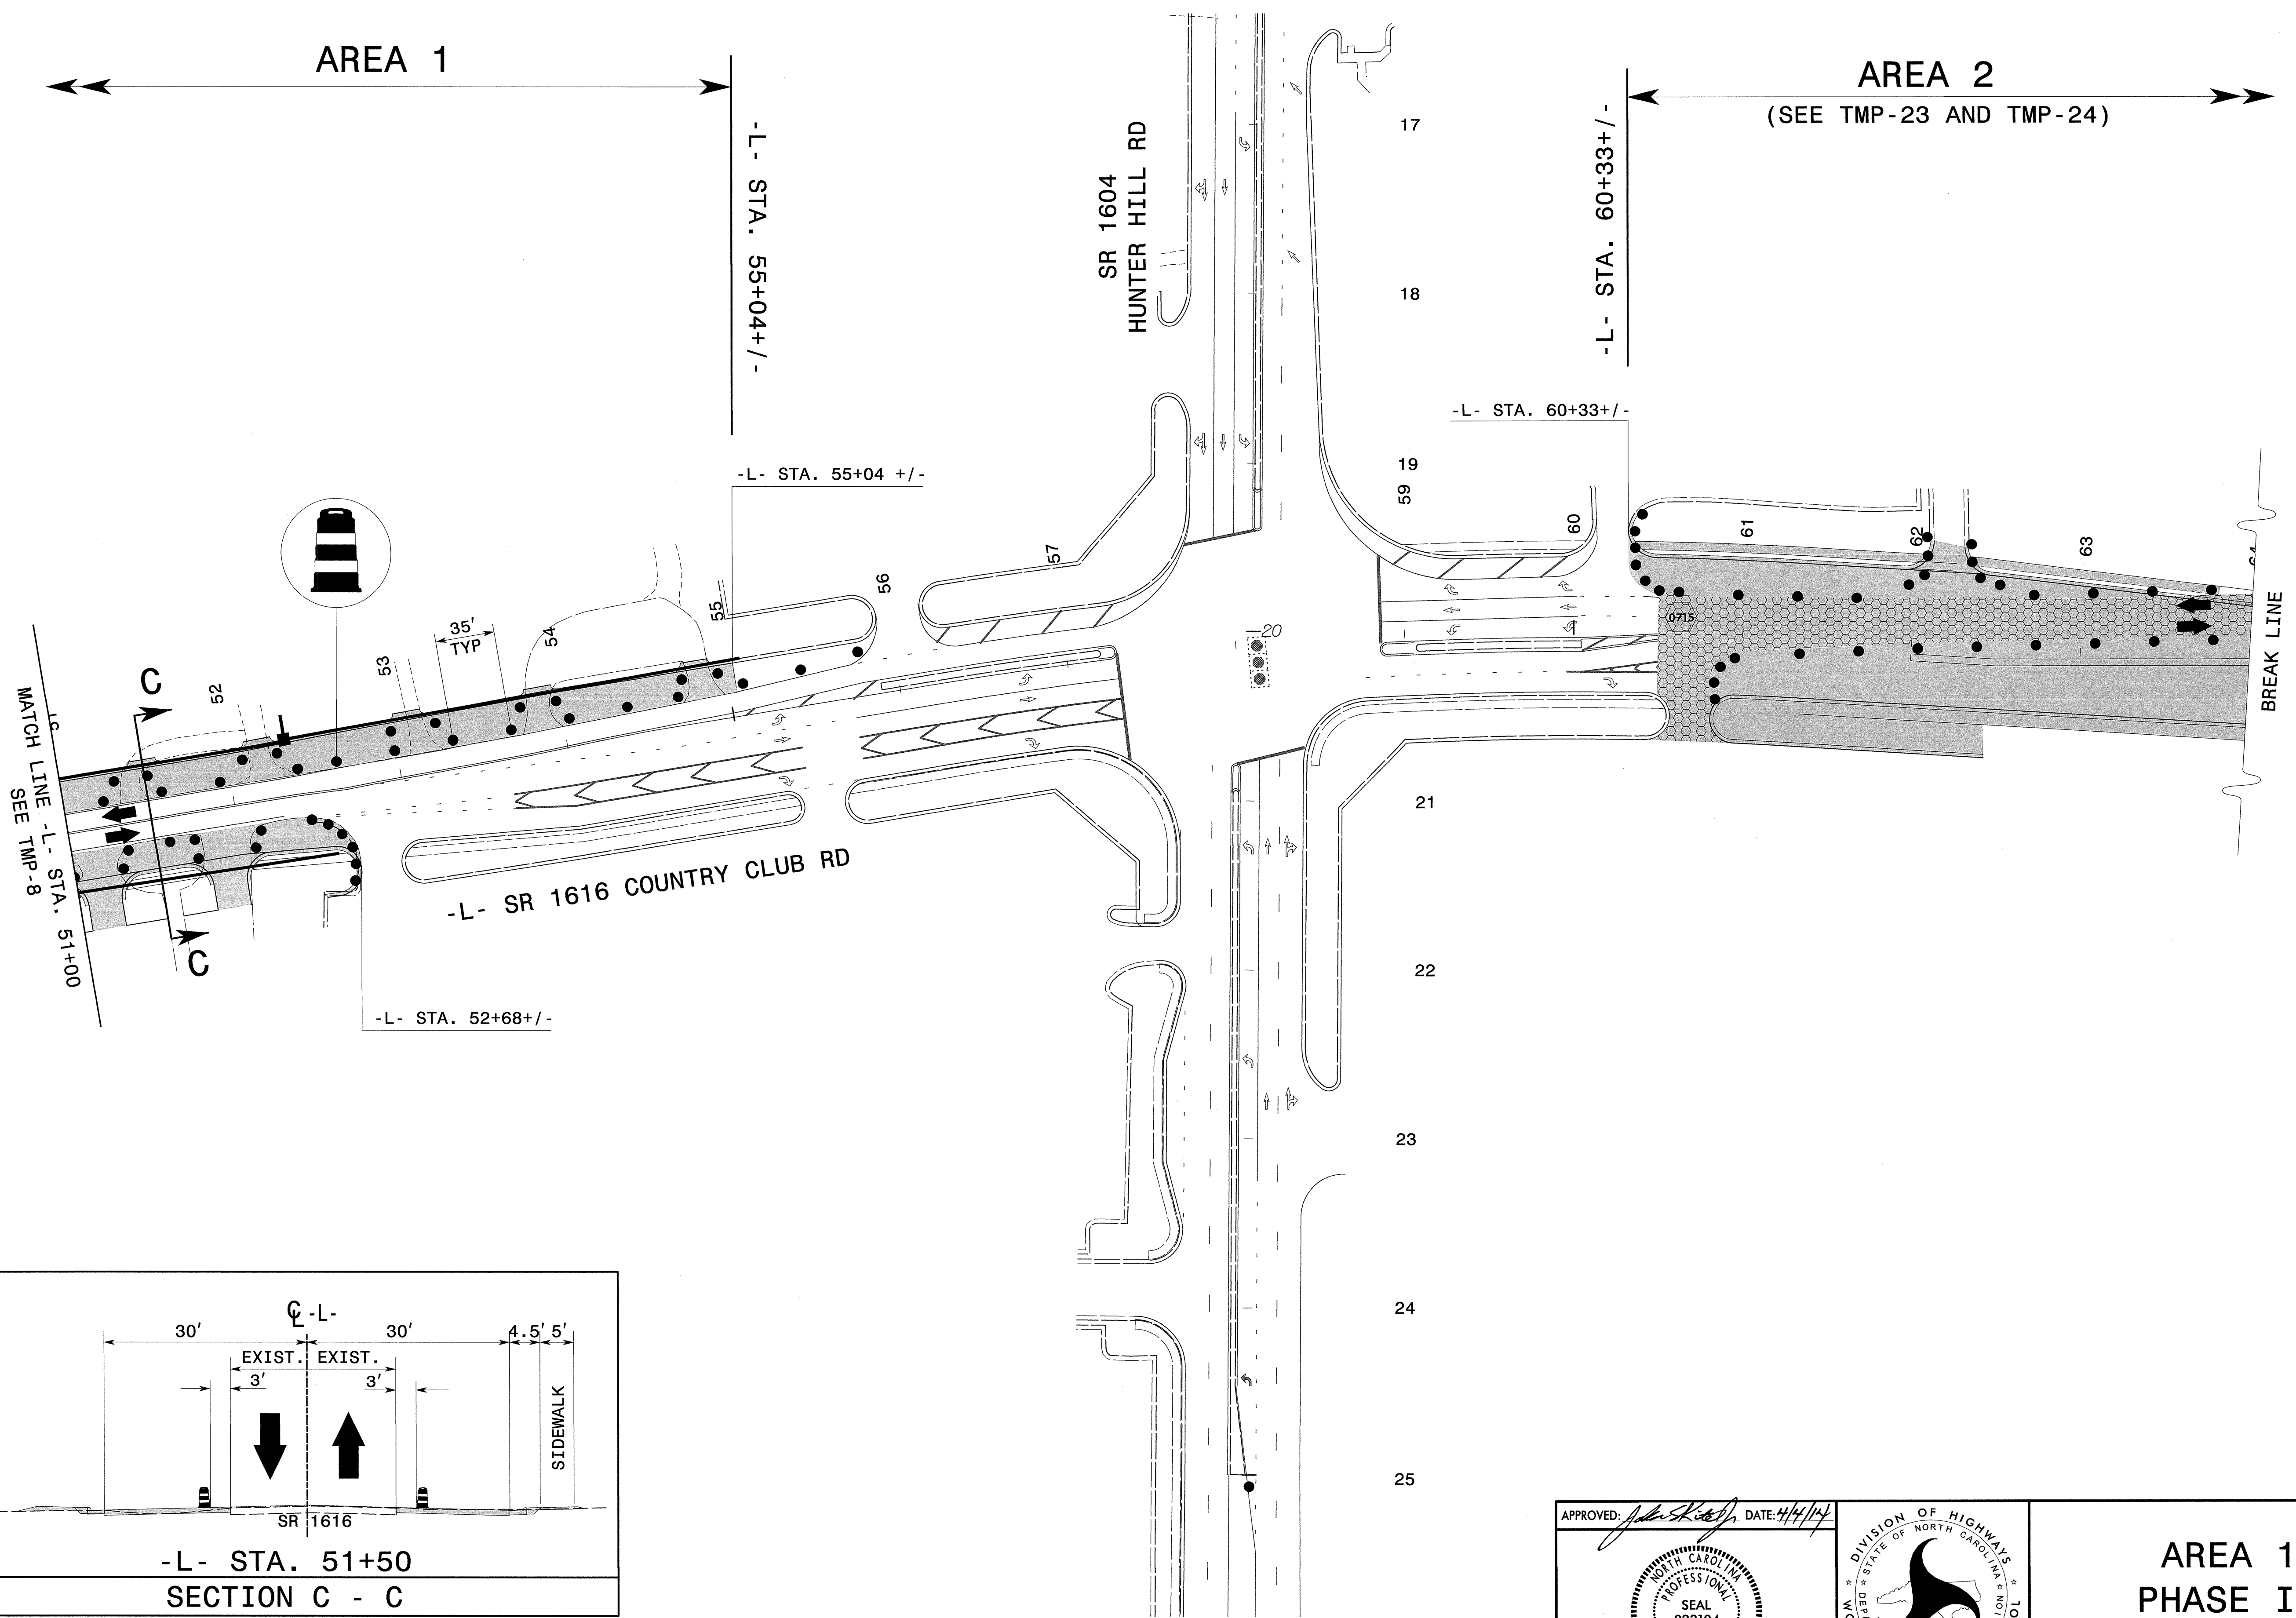 AREA 1
AREA 2
(SEE TMP-23 AND TMP-24)
-L- STA. 55+04+/-
SR 1604
HUNTER HILL RD
-L- STA. 60+33+/-
17
18
19
59
60
61
62
63
-L- STA. 60+33+/-
-L- STA. 55+04 +/-
57
56
55
54
53
52
51
35'
TYP
20
0715
BREAK LINE
C
C
MATCH LINE -L- STA. 51+00
SEE TMP-8
-L- SR 1616 COUNTRY CLUB RD
-L- STA. 52+68+/-
21
22
23
24
25
℄ -L-
30'
30'
4.5'
5'
EXIST.
EXIST.
3'
3'
SIDEWALK
SR 1616
-L- STA. 51+50
SECTION C - C
APPROVED:
DATE: 4/4/14
NORTH CAROLINA
PROFESSIONAL
SEAL
DIVISION OF HIGHWAYS
STATE OF NORTH CAROLINA
AREA 1
PHASE I